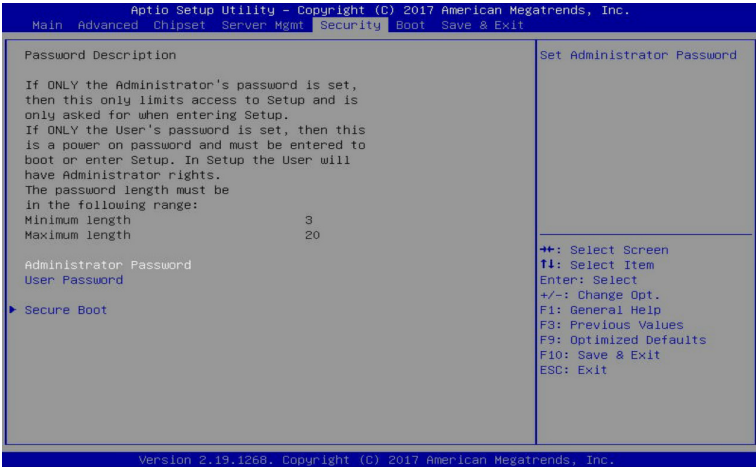 Aptio Setup Utility – Copyright (C) 2017 American Megatrends, Inc.
Main Advanced Chipset Server Mgmt Security Boot Save & Exit
Password Description
If ONLY the Administrator's password is set,
then this only limits access to Setup and is
only asked for when entering Setup.
If ONLY the User's password is set, then this
is a power on password and must be entered to
boot or enter Setup. In Setup the User will
have Administrator rights.
The password length must be
in the following range:
Minimum length 3
Maximum length 20
Administrator Password
User Password
► Secure Boot
Set Administrator Password
→←: Select Screen
↑↓: Select Item
Enter: Select
+/-: Change Opt.
F1: General Help
F3: Previous Values
F9: Optimized Defaults
F10: Save & Exit
ESC: Exit
Version 2.19.1268. Copyright (C) 2017 American Megatrends, Inc.